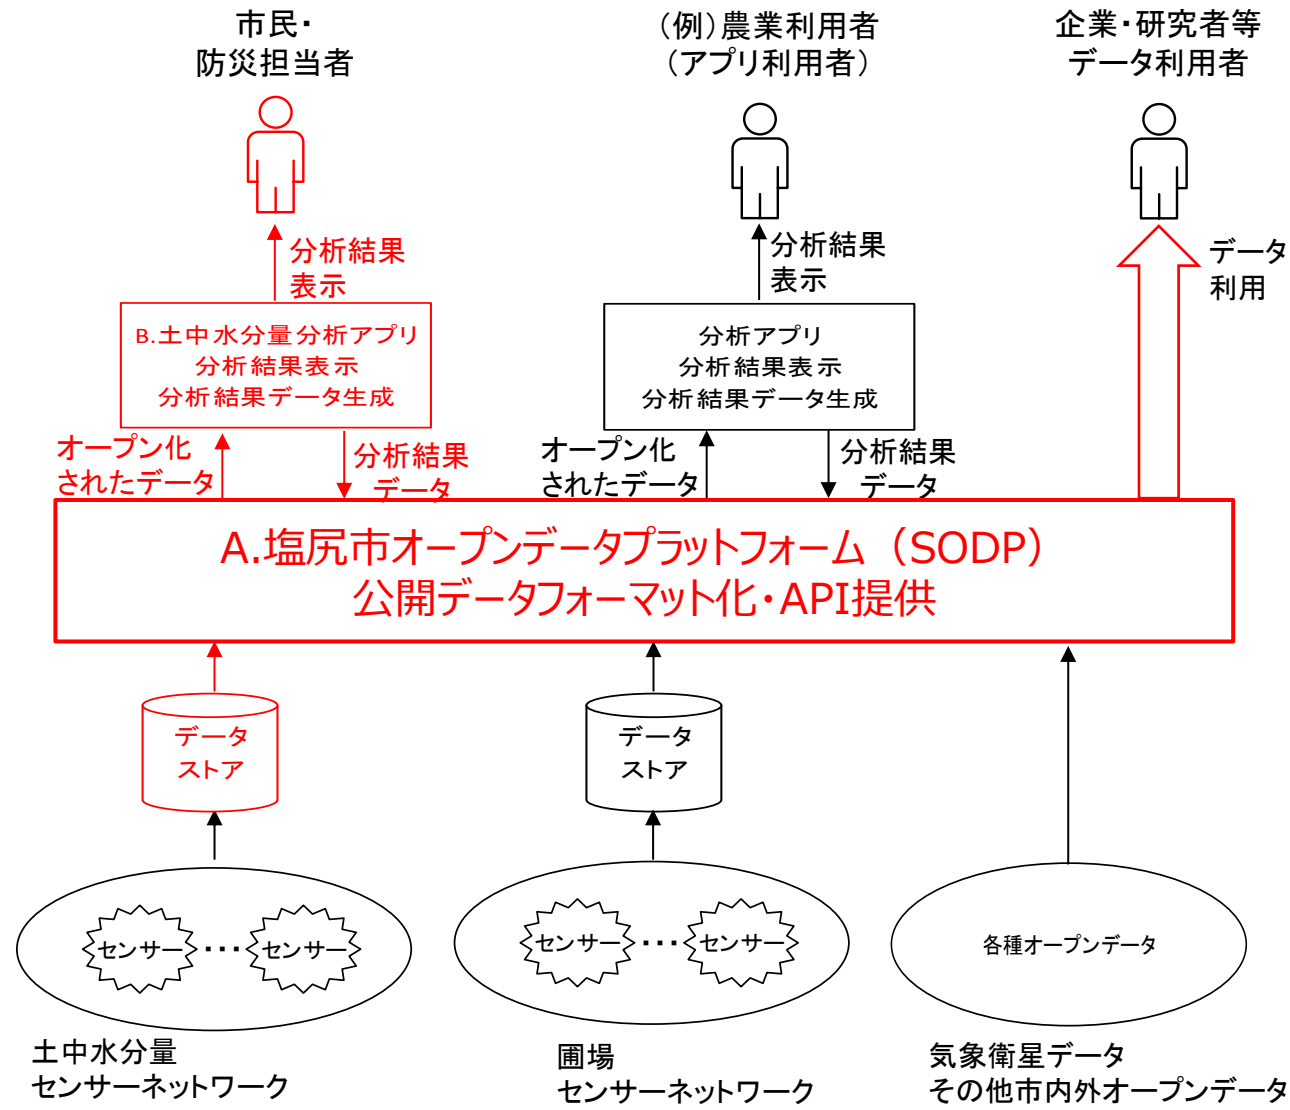 市民・
防災担当者
（例）農業利用者
（アプリ利用者）
企業・研究者等
データ利用者
分析結果
表示
分析結果
表示
データ
利用
B.土中水分量分析アプリ
分析結果表示
分析結果データ生成
分析アプリ
分析結果表示
分析結果データ生成
オープン化
されたデータ
分析結果
データ
オープン化
されたデータ
分析結果
データ
A.塩尻市オープンデータプラットフォーム（SODP）
公開データフォーマット化・API提供
データ
ストア
データ
ストア
センサー ・・・ センサー
センサー ・・・ センサー
各種オープンデータ
土中水分量
センサーネットワーク
圃場
センサーネットワーク
気象衛星データ
その他市内外オープンデータ